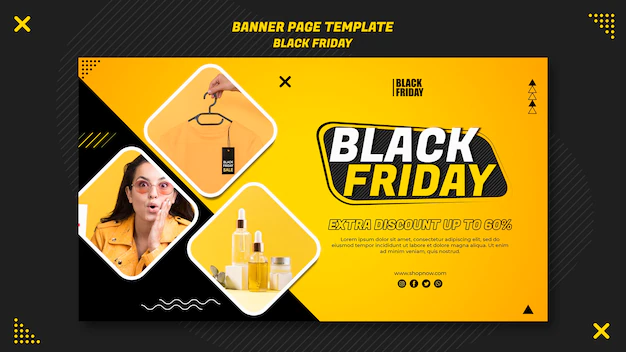 BANNER PAGE TEMPLATE
BLACK FRIDAY
BLACK
FRIDAY
BLACK
FRIDAY
SALE
BLACK
FRIDAY
EXTRA DISCOUNT UP TO 60%
Lorem ipsum dolor sit amet, consectetur adipiscing elit,
sed do eiusmod tempor incididunt ut labore et dolore
magna aliqua.
www.shopnow.com